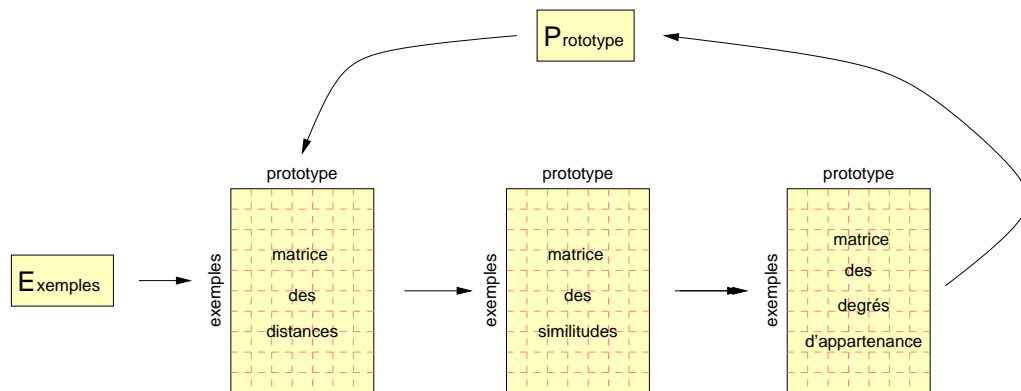 Prototype
prototype
prototype
prototype
Exemples
exemples
matrice
des
distances
exemples
matrice
des
similitudes
exemples
matrice
des
degrés
d'appartenance